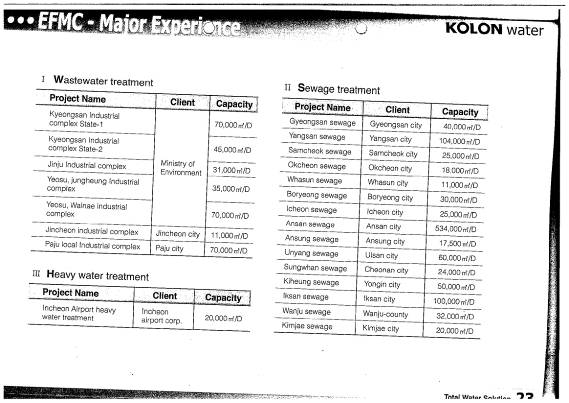 ••• EFMC - Major Experience
KOLON water
I Wastewater treatment
Project Name Client Capacity
Kyeongsan Industrial
complex State-1
70,000㎥/D
Kyeongsan Industrial
complex State-2
45,000㎥/D
Jinju Industrial complex
31,000㎥/D
Ministry of
Environment
Yeosu, jungheung Industrial
complex
35,000㎥/D
Yeosu, Wallnae industrial
complex
70,000㎥/D
Jincheon industrial complex Jincheon city 11,000㎥/D
Paju local Industrial complex Paju city 70,000㎥/D
III Heavy water treatment
Project Name Client Capacity
Incheon Airport heavy
water treatment
Incheon
airport corp.
20,000㎥/D
II Sewage treatment
Project Name Client Capacity
Gyeongsan sewage Gyeongsan city 40,000㎥/D
Yangsan sewage Yangsan city 104,000㎥/D
Samcheok sewage Samcheok city 25,000㎥/D
Okcheon sewage Okcheon city 18,000㎥/D
Whasun sewage Whasun city 11,000㎥/D
Boryeong sewage Boryeong city 30,000㎥/D
Icheon sewage Icheon city 25,000㎥/D
Ansan sewage Ansan city 534,000㎥/D
Ansung sewage Ansung city 17,500㎥/D
Unyang sewage Ulsan city 60,000㎥/D
Sungwhan sewage Cheonan city 24,000㎥/D
Kiheung sewage Yongin city 50,000㎥/D
Iksan sewage Iksan city 100,000㎥/D
Wanju sewage Wanju-county 32,000㎥/D
Kimjae sewage Kimjae city 20,000㎥/D
Total Water Solution 23